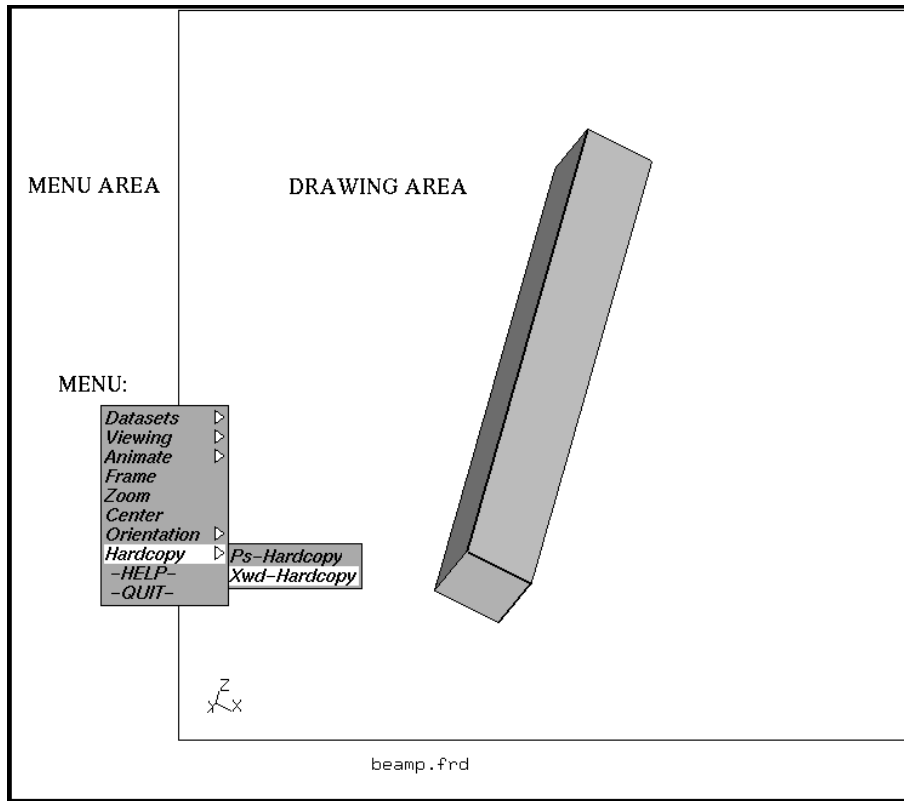 MENU AREA
DRAWING AREA
MENU:
Datasets
Viewing
Animate
Frame
Zoom
Center
Orientation
Hardcopy
Ps-Hardcopy
Xwd-Hardcopy
-HELP-
-QUIT-
Z
Y
X
beamp.frd